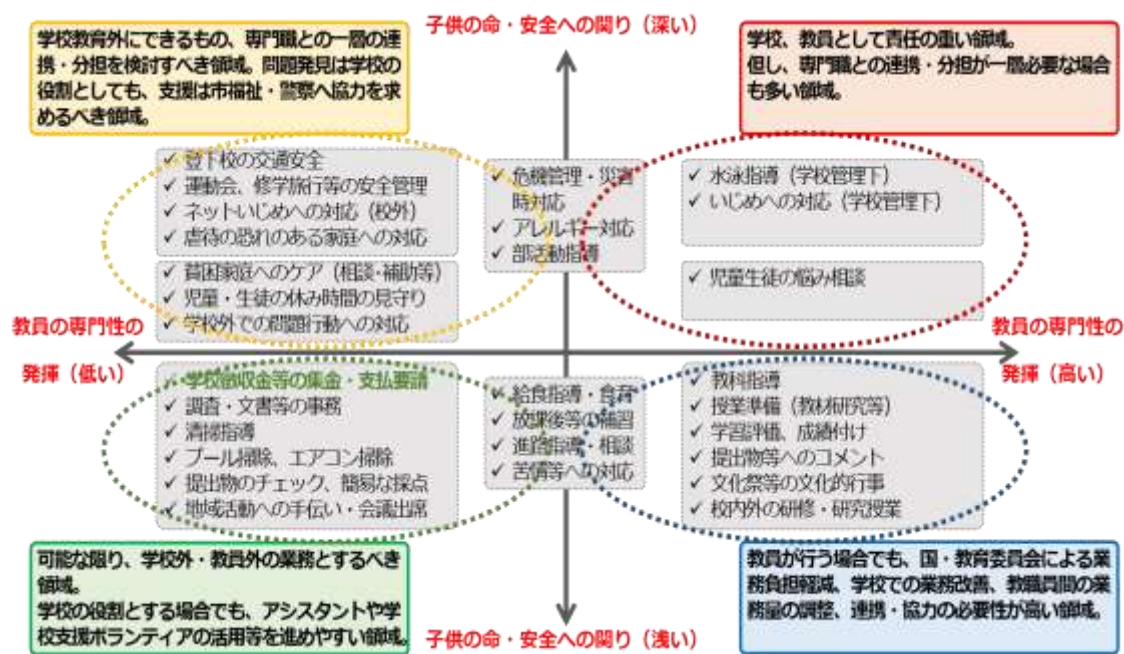 子供の命・安全への関り（深い）
学校教育外にできるもの、専門職との一層の連
携・分担を検討すべき領域。問題発見は学校の
役割としても、支援は市福祉・警察へ協力を求
めるべき領域。
学校、教員として責任の重い領域。
但し、専門職との連携・分担が一層必要な場合
も多い領域。
✓ 登下校の交通安全
✓ 運動会、修学旅行等の安全管理
✓ ネットいじめへの対応（校外）
✓ 虐待の恐れのある家庭への対応
✓ 危機管理・災害
時対応
✓ アレルギー対応
✓ 部活動指導
✓ 水泳指導（学校管理下）
✓ いじめへの対応（学校管理下）
✓ 貧困家庭へのケア（相談・補助等）
✓ 児童・生徒の休み時間の見守り
✓ 学校外での問題行動への対応
✓ 児童生徒の悩み相談
教員の専門性の
発揮（低い）
教員の専門性の
発揮（高い）
✓ 学校徴収金等の集金・支払要請
✓ 調査・文書等の事務
✓ 清掃指導
✓ プール掃除、エアコン掃除
✓ 提出物のチェック、簡易な採点
✓ 地域活動への手伝い・会議出席
✓ 給食指導・食育
✓ 放課後等の補習
✓ 進路指導・相談
✓ 苦情等への対応
✓ 教科指導
✓ 授業準備（教材研究等）
✓ 学習評価、成績付け
✓ 提出物等へのコメント
✓ 文化祭等の文化的行事
✓ 校内外の研修・研究授業
可能な限り、学校外・教員外の業務とするべき
領域。
学校の役割とする場合でも、アシスタントや学
校支援ボランティアの活用等を進めやすい領域。
教員が行う場合でも、国・教育委員会による業
務負担軽減、学校での業務改善、教職員間の業
務量の調整、連携・協力の必要性が高い領域。
子供の命・安全への関り（浅い）